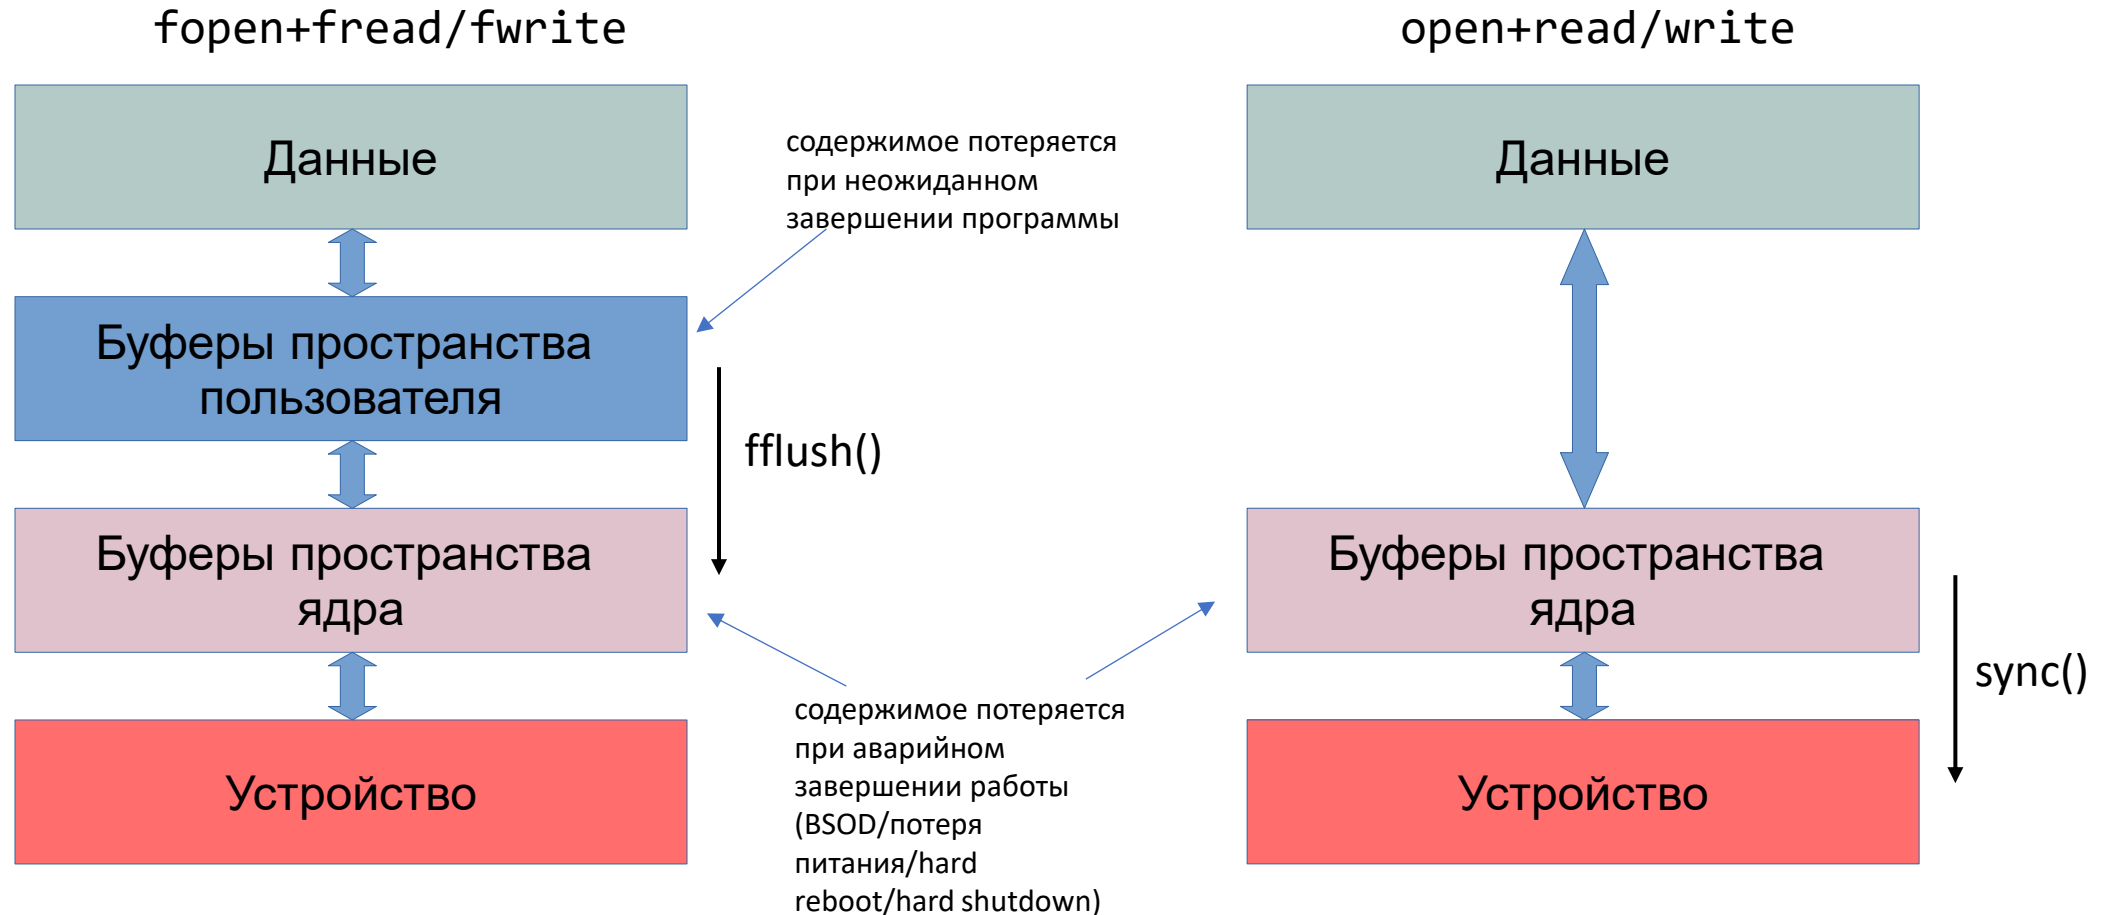 fopen+fread/fwrite
Данные
Буферы пространства
пользователя
Буферы пространства
ядра
Устройство
содержимое потеряется
при неожиданном
завершении программы
fflush()
содержимое потеряется
при аварийном
завершении работы
(BSOD/потеря
питания/hard
reboot/hard shutdown)
open+read/write
Данные
Буферы пространства
ядра
Устройство
sync()